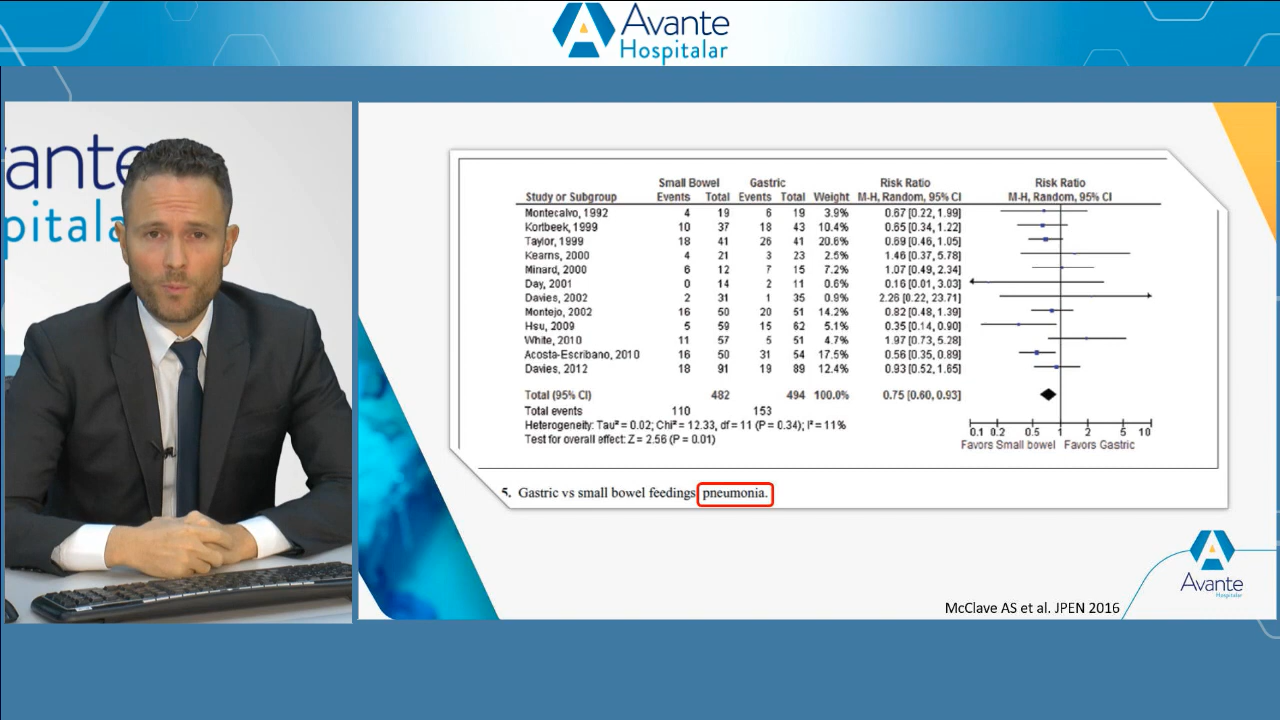 Avante
Hospitalar
vante
pitala
Small Bowel Gastric Risk Ratio Risk Ratio
Study or Subgroup Events Total Events Total Weight M-H, Random, 95% CI M-H, Random, 95% CI
Montecalvo, 1992 4 19 6 19 3.9% 0.67 [0.22, 1.99]
Kortbeek, 1999 10 37 18 43 10.4% 0.65 [0.34, 1.22]
Taylor, 1999 18 41 26 41 20.6% 0.69 [0.46, 1.05]
Kearns, 2000 4 21 3 23 2.5% 1.46 [0.37, 5.78]
Minard, 2000 6 12 7 15 7.2% 1.07 [0.49, 2.34]
Day, 2001 0 14 2 11 0.6% 0.16 [0.01, 3.03]
Davies, 2002 2 31 1 35 0.9% 2.26 [0.22, 23.71]
Montejo, 2002 16 50 20 51 14.2% 0.82 [0.48, 1.39]
Hsu, 2009 5 59 15 62 5.1% 0.35 [0.14, 0.90]
White, 2010 11 57 5 51 4.7% 1.97 [0.73, 5.28]
Acosta-Escribano, 2010 16 50 31 54 17.5% 0.56 [0.35, 0.89]
Davies, 2012 18 91 19 89 12.4% 0.93 [0.52, 1.65]
Total (95% CI) 482 494 100.0% 0.75 [0.60, 0.93]
Total events 110 153
Heterogeneity: Tau² = 0.02; Chi² = 12.33, df = 11 (P = 0.34); I² = 11%
Test for overall effect: Z = 2.56 (P = 0.01)
0.1 0.2 0.5 1 2 5 10
Favors Small bowel Favors Gastric
5. Gastric vs small bowel feedings pneumonia.
Avante
Hospitalar
McClave AS et al. JPEN 2016